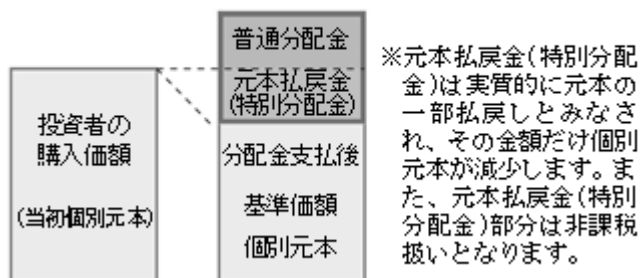 投資者の
購入価額
(当初個別元本)
普通分配金
元本払戻金
(特別分配金)
分配金支払後
基準価額
個別元本
※元本払戻金(特別分配
金)は実質的に元本の
一部払戻しとみなさ
れ、その金額だけ個別
元本が減少します。ま
た、元本払戻金(特別
分配金)部分は非課税
扱いとなります。